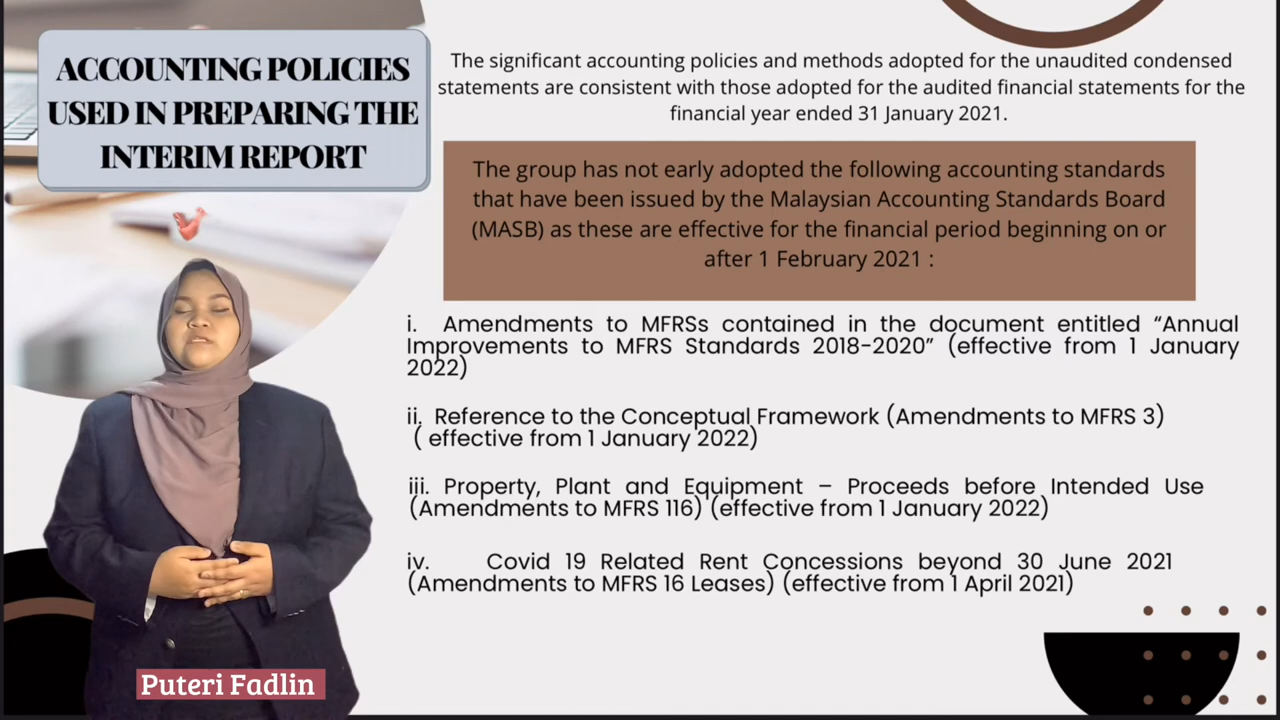 ACCOUNTING POLICIES
USED IN PREPARING THE
INTERIM REPORT
The significant accounting policies and methods adopted for the unaudited condensed
statements are consistent with those adopted for the audited financial statements for the
financial year ended 31 January 2021.
The group has not early adopted the following accounting standards
that have been issued by the Malaysian Accounting Standards Board
(MASB) as these are effective for the financial period beginning on or
after 1 February 2021 :
i. Amendments to MFRSs contained in the document entitled “Annual
Improvements to MFRS Standards 2018-2020” (effective from 1 January
2022)
ii. Reference to the Conceptual Framework (Amendments to MFRS 3)
( effective from 1 January 2022)
iii. Property, Plant and Equipment – Proceeds before Intended Use
(Amendments to MFRS 116) (effective from 1 January 2022)
iv. Covid 19 Related Rent Concessions beyond 30 June 2021
(Amendments to MFRS 16 Leases) (effective from 1 April 2021)
Puteri Fadlin